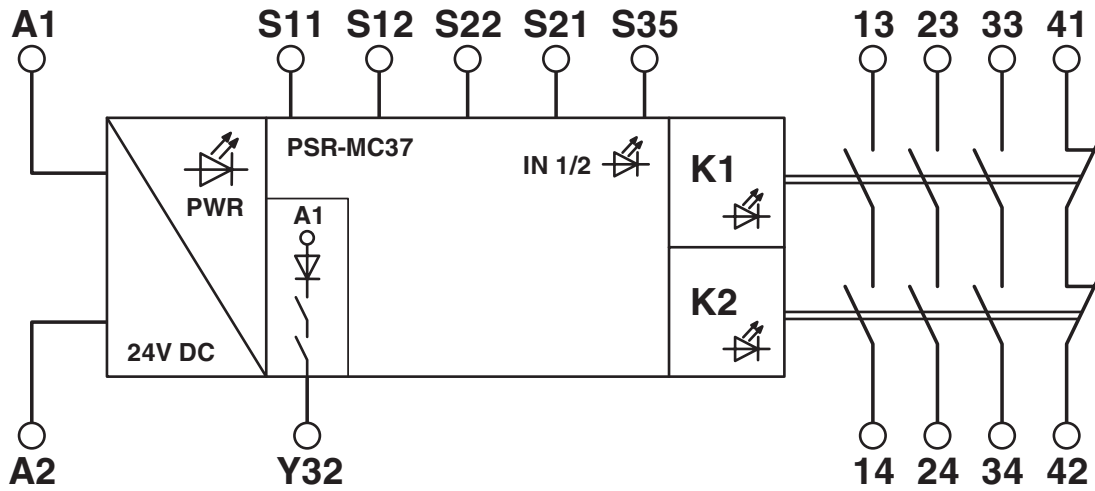 A1 S11 S12 S22 S21 S35 13 23 33 41
PSR-MC37
IN 1/2
K1
PWR
A1
K2
24V DC
A2 Y32 14 24 34 42